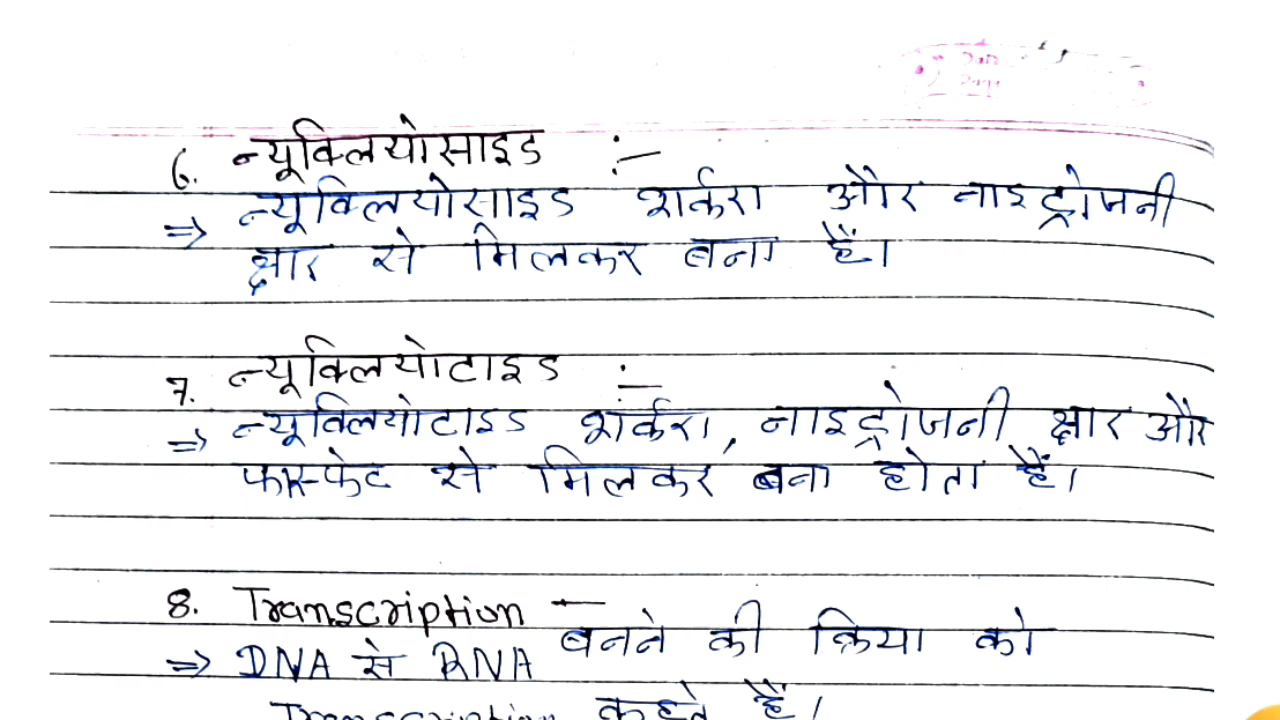 6. न्यूक्लियोसाइड :-
⇒ न्यूक्लियोसाइड शर्करा और नाइट्रोजनी
क्षार से मिलकर बना हैं।
7. न्यूक्लियोटाइड :-
⇒ न्यूक्लियोटाइड शर्करा, नाइट्रोजनी क्षार और
फास्फेट से मिलकर बना होता हैं।
8. Transcription —
⇒ DNA से RNA बनने की क्रिया को
Transcription कहते हैं।